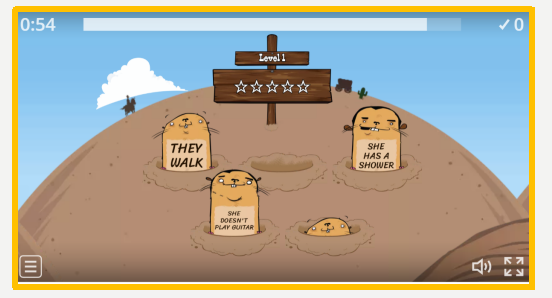 0:54
✓ 0
Level 1
THEY
WALK
SHE
HAS A
SHOWER
SHE
DOESN'T
PLAY GUITAR